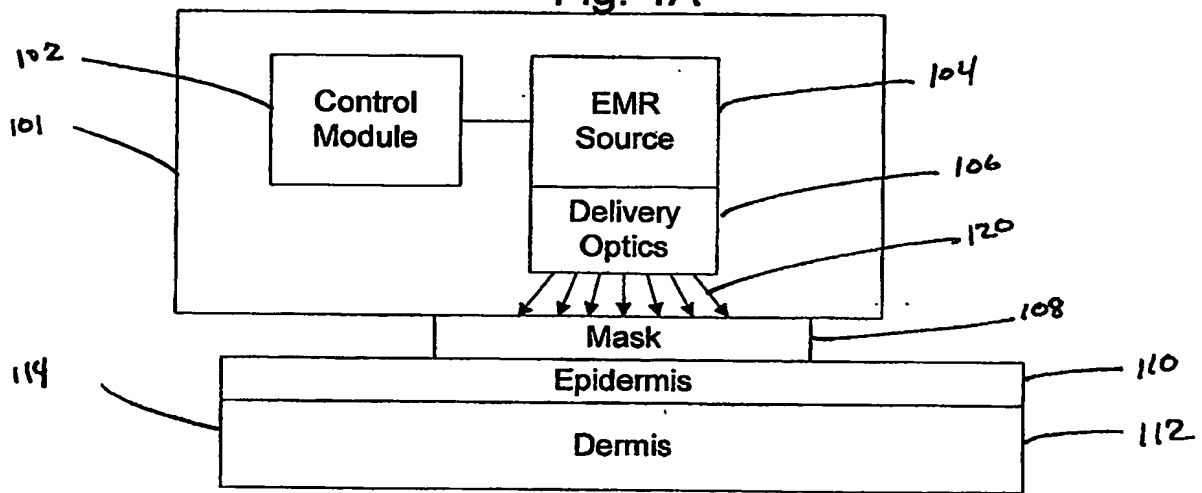 102
Control
Module
EMR
Source
104
101
Delivery
Optics
106
120
Mask
108
114
Epidermis
110
Dermis
112